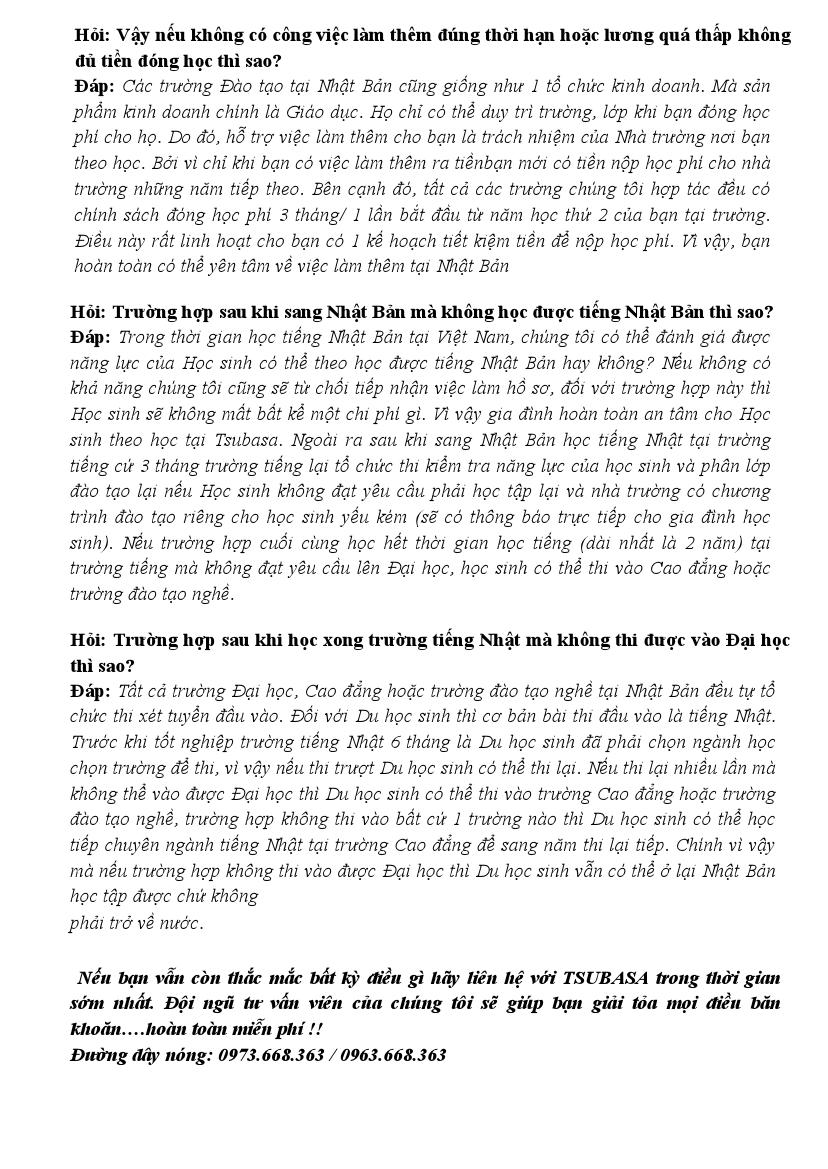 Hỏi: Vậy nếu không có công việc làm thêm đúng thời hạn hoặc lương quá thấp không
đủ tiền đóng học thì sao?
Đáp: Các trường Đào tạo tại Nhật Bản cũng giống như 1 tổ chức kinh doanh. Mà sản
phẩm kinh doanh chính là Giáo dục. Họ chỉ có thể duy trì trường, lớp khi bạn đóng học
phí cho họ. Do đó, hỗ trợ việc làm thêm cho bạn là trách nhiệm của Nhà trường nơi bạn
theo học. Bởi vì chỉ khi bạn có việc làm thêm ra tiềnbạn mới có tiền nộp học phí cho nhà
trường những năm tiếp theo. Bên cạnh đó, tất cả các trường chúng tôi hợp tác đều có
chính sách đóng học phí 3 tháng/ 1 lần bắt đầu từ năm học thứ 2 của bạn tại trường.
Điều này rất linh hoạt cho bạn có 1 kế hoạch tiết kiệm tiền để nộp học phí. Vì vậy, bạn
hoàn toàn có thể yên tâm về việc làm thêm tại Nhật Bản
Hỏi: Trường hợp sau khi sang Nhật Bản mà không học được tiếng Nhật Bản thì sao?
Đáp: Trong thời gian học tiếng Nhật Bản tại Việt Nam, chúng tôi có thể đánh giá được
năng lực của Học sinh có thể theo học được tiếng Nhật Bản hay không? Nếu không có
khả năng chúng tôi cũng sẽ từ chối tiếp nhận việc làm hồ sơ, đối với trường hợp này thì
Học sinh sẽ không mất bất kể một chi phí gì. Vì vậy gia đình hoàn toàn an tâm cho Học
sinh theo học tại Tsubasa. Ngoài ra sau khi sang Nhật Bản học tiếng Nhật tại trường
tiếng cứ 3 tháng trường tiếng lại tổ chức thi kiểm tra năng lực của học sinh và phân lớp
đào tạo lại nếu Học sinh không đạt yêu cầu phải học tập lại và nhà trường có chương
trình đào tạo riêng cho học sinh yếu kém (sẽ có thông báo trực tiếp cho gia đình học
sinh). Nếu trường hợp cuối cùng học hết thời gian học tiếng (dài nhất là 2 năm) tại
trường tiếng mà không đạt yêu cầu lên Đại học, học sinh có thể thi vào Cao đẳng hoặc
trường đào tạo nghề.
Hỏi: Trường hợp sau khi học xong trường tiếng Nhật mà không thi được vào Đại học
thì sao?
Đáp: Tất cả trường Đại học, Cao đẳng hoặc trường đào tạo nghề tại Nhật Bản đều tự tổ
chức thi xét tuyển đầu vào. Đối với Du học sinh thì cơ bản bài thi đầu vào là tiếng Nhật.
Trước khi tốt nghiệp trường tiếng Nhật 6 tháng là Du học sinh đã phải chọn ngành học
chọn trường để thi, vì vậy nếu thi trượt Du học sinh có thể thi lại. Nếu thi lại nhiều lần mà
không thể vào được Đại học thì Du học sinh có thể thi vào trường Cao đẳng hoặc trường
đào tạo nghề, trường hợp không thi vào bất cứ 1 trường nào thì Du học sinh có thể học
tiếp chuyên ngành tiếng Nhật tại trường Cao đẳng để sang năm thi lại tiếp. Chính vì vậy
mà nếu trường hợp không thi vào được Đại học thì Du học sinh vẫn có thể ở lại Nhật Bản
học tập được chứ không
phải trở về nước.
Nếu bạn vẫn còn thắc mắc bất kỳ điều gì hãy liên hệ với TSUBASA trong thời gian
sớm nhất. Đội ngũ tư vấn viên của chúng tôi sẽ giúp bạn giải tỏa mọi điều băn
khoăn....hoàn toàn miễn phí !!
Đường dây nóng: 0973.668.363 / 0963.668.363